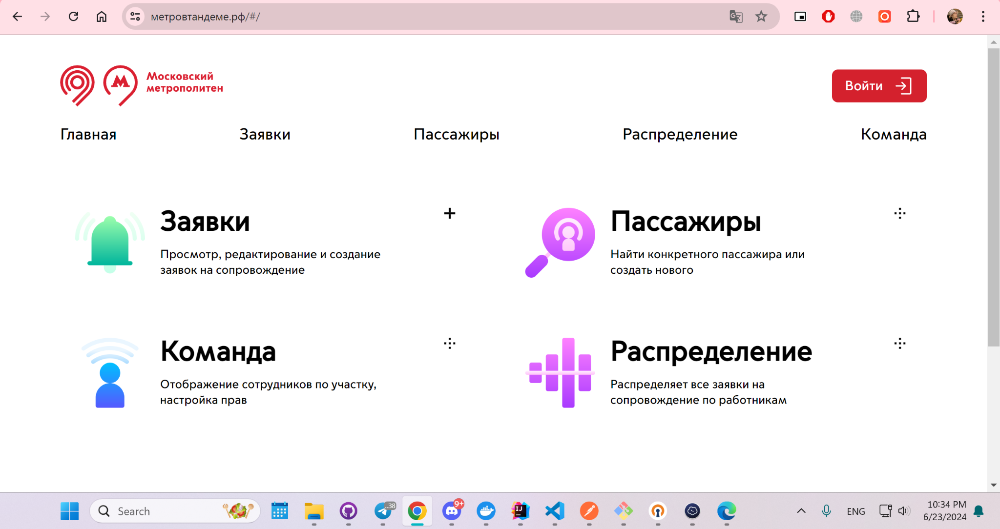 метровтандеме.рф/#/
Московский
метрополитен
Войти
Главная
Заявки
Пассажиры
Распределение
Команда
Заявки
Просмотр, редактирование и создание
заявок на сопровождение
Пассажиры
Найти конкретного пассажира или
создать нового
Команда
Отображение сотрудников по участку,
настройка прав
Распределение
Распределяет все заявки на
сопровождение по работникам
Search
..38
9+
IJ
ENG
10:34 PM
6/23/2024